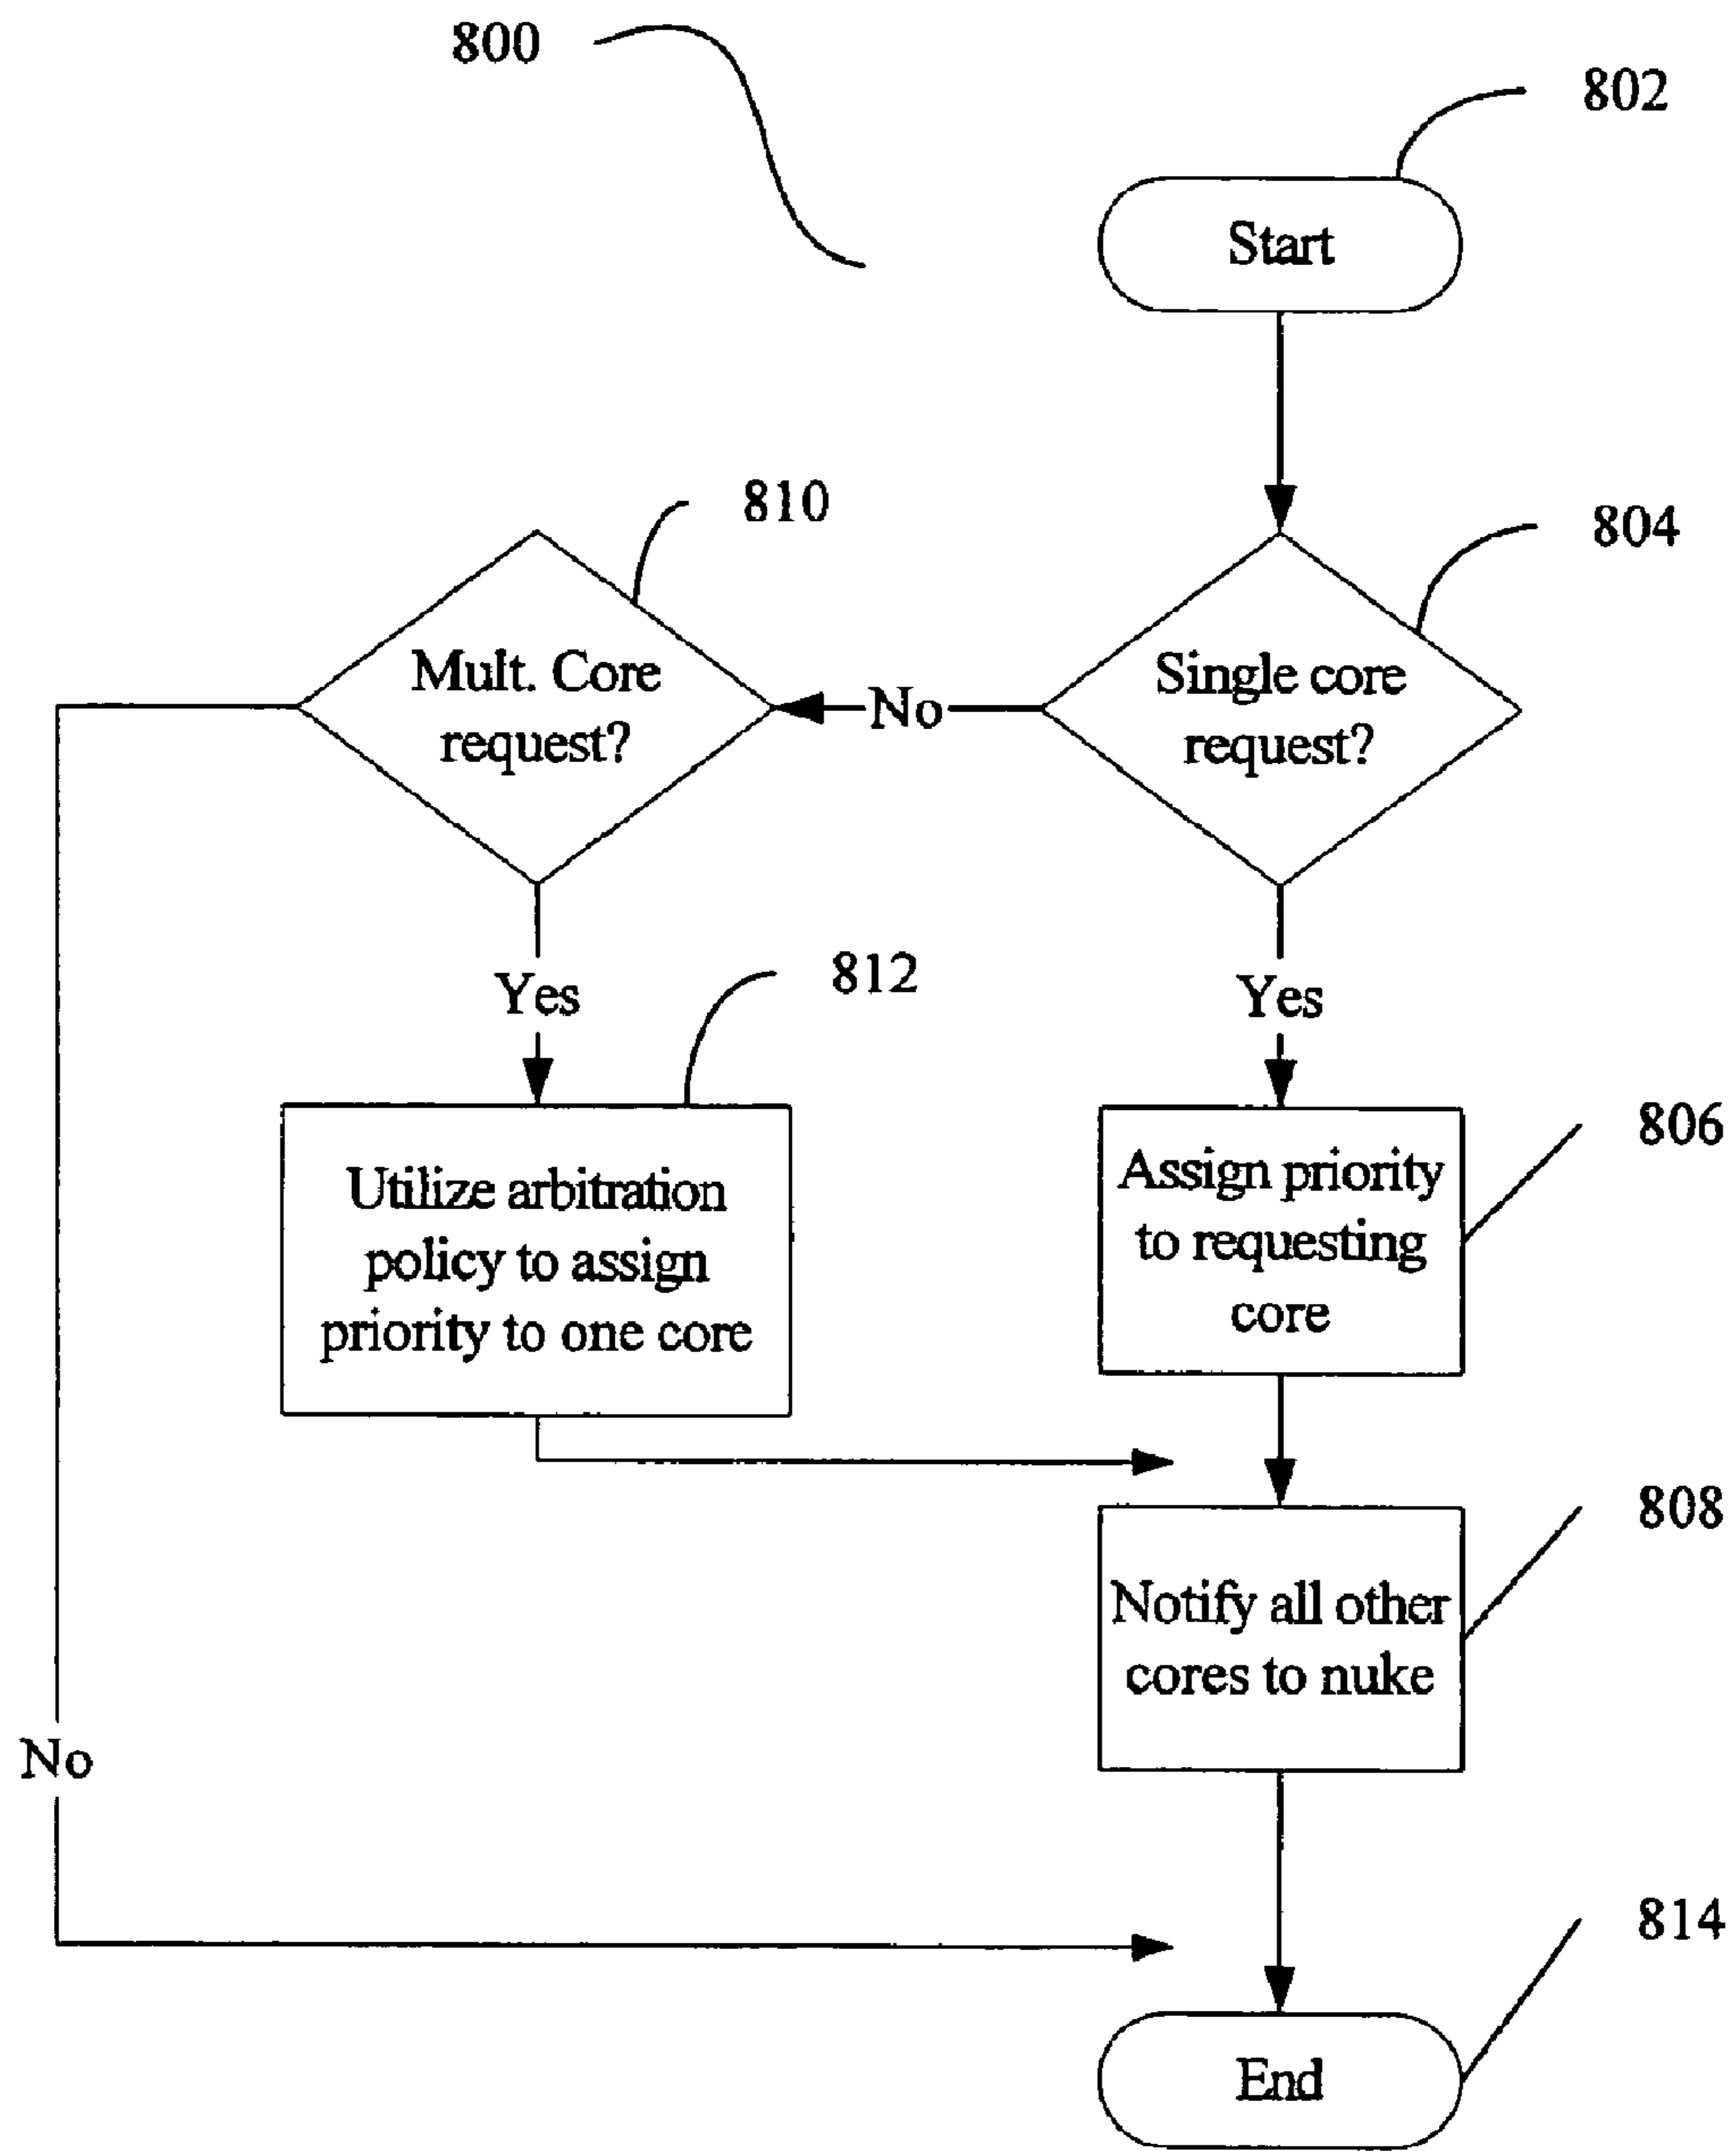 800
802
Start
810
804
Mult. Core
request?
No
Single core
request?
Yes
812
Yes
806
Utilize arbitration
policy to assign
priority to one core
Assign priority
to requesting
core
808
Notify all other
cores to nuke
No
814
End